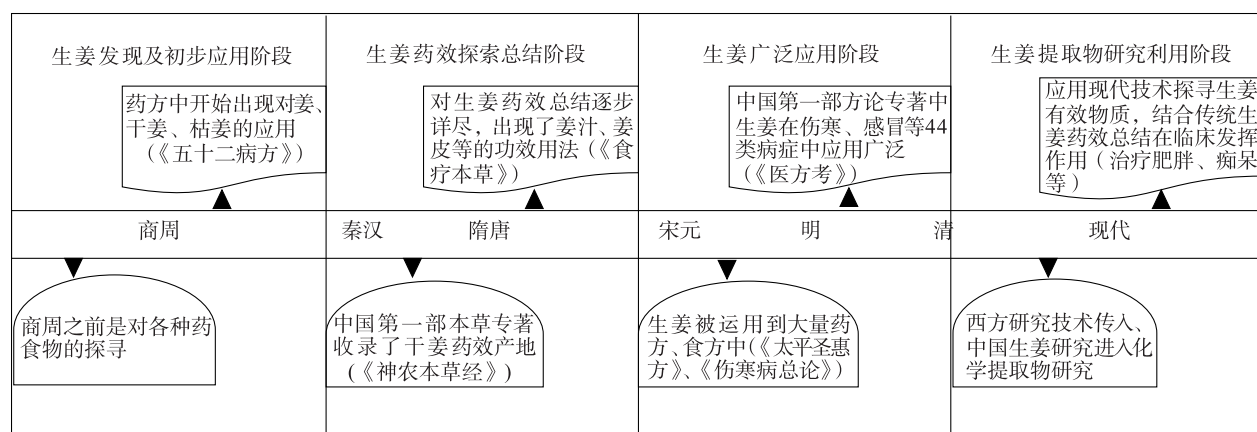 生姜发现及初步应用阶段
生姜药效探索总结阶段
生姜广泛应用阶段
生姜提取物研究利用阶段
药方中开始出现对姜、
干姜、枯姜的应用
(《五十二病方》)
对生姜药效总结逐步
详尽，出现了姜汁、姜
皮等的功效用法(《食
疗本草》)
中国第一部方论专著中
生姜在伤寒、感冒等44
类病症中应用广泛
(《医方考》)
应用现代技术探寻生姜
有效物质，结合传统生
姜药效总结在临床发挥
作用(治疗肥胖、痴呆
等)
商周 秦汉 隋唐 宋元 明 清 现代
商周之前是对各种药
食物的探寻
中国第一部本草专著
收录了干姜药效产地
(《神农本草经》)
生姜被运用到大量药
方、食方中(《太平圣惠
方》、《伤寒病总论》)
西方研究技术传入、
中国生姜研究进入化
学提取物研究